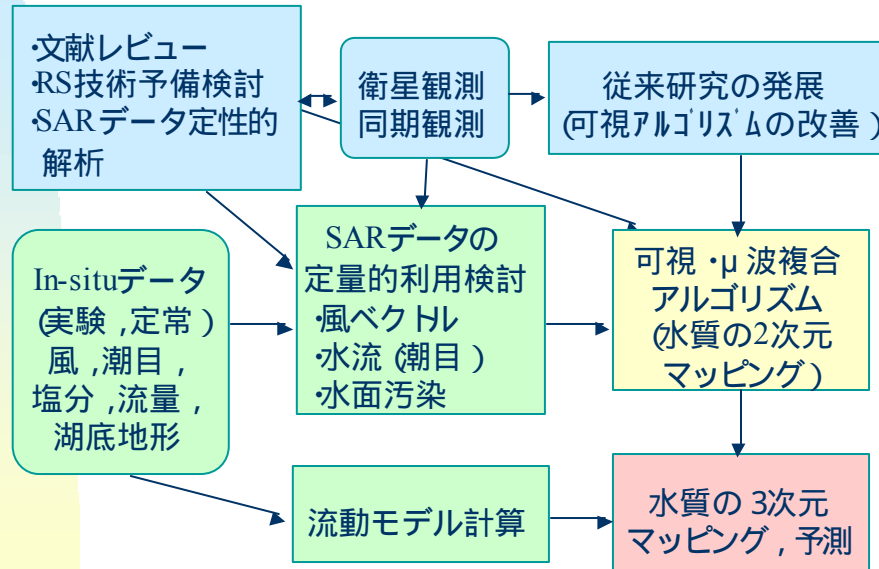 ・文献レビュー
・RS技術予備検討
・SARデータ定性的
解析
衛星観測
同期観測
従来研究の発展
(可視ｱﾙｺﾞﾘｽﾞﾑの改善)
In-situデータ
(実験,定常)
風,潮目,
塩分,流量,
湖底地形
SARデータの
定量的利用検討
・風ベクトル
・水流(潮目)
・水面汚染
可視・μ波複合
アルゴリズム
(水質の2次元
マッピング)
流動モデル計算
水質の3次元
マッピング,予測